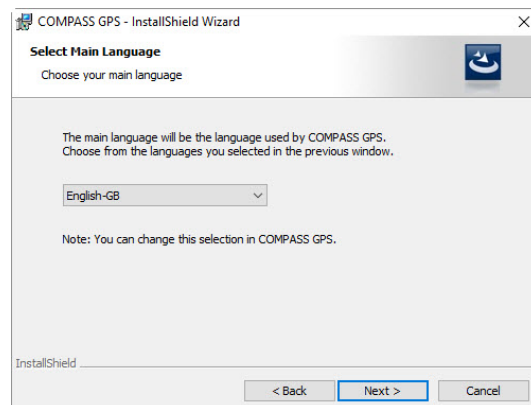 COMPASS GPS - InstallShield Wizard
Select Main Language
Choose your main language
The main language will be the language used by COMPASS GPS.
Choose from the languages you selected in the previous window.
English-GB
Note: You can change this selection in COMPASS GPS.
InstallShield
< Back Next > Cancel